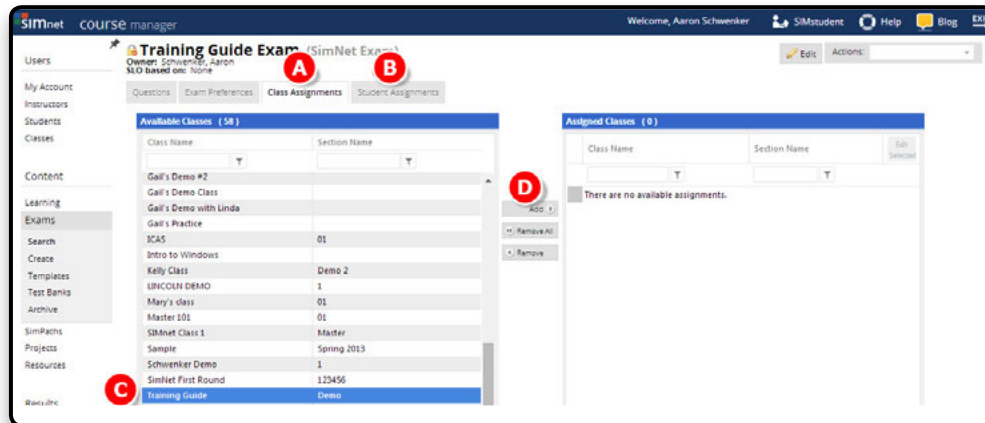 SIMnet course manager
Welcome, Aaron Schwenker SIMstudent Help Blog
Users
My Account
Instructors
Students
Classes
Content
Learning
Exams
Search
Create
Templates
Test Banks
Archive
SimPaths
Projects
Resources
Results
Training Guide Exam (SimNet Exam)
Owner: Schwenker, Aaron
SLO based on: None
Edit Actions:
A
B
Questions Exam Preferences Class Assignments Student Assignments
Available Classes (58)
Class Name Section Name
Gail's Demo #2
Gail's Demo Class
Gail's Demo with Linda
Gail's Practice
ICAS 01
Intro to Windows
Kelly Class Demo 2
LINCOLN DEMO 1
Mary's class 01
Master 101 01
SIMnet Class 1 Master
Sample Spring 2013
Schwenker Demo 1
SimNet First Round 123456
C
Training Guide Demo
D
Add
Remove All
Remove
Assigned Classes (0)
Class Name Section Name Edit Selected
There are no available assignments.